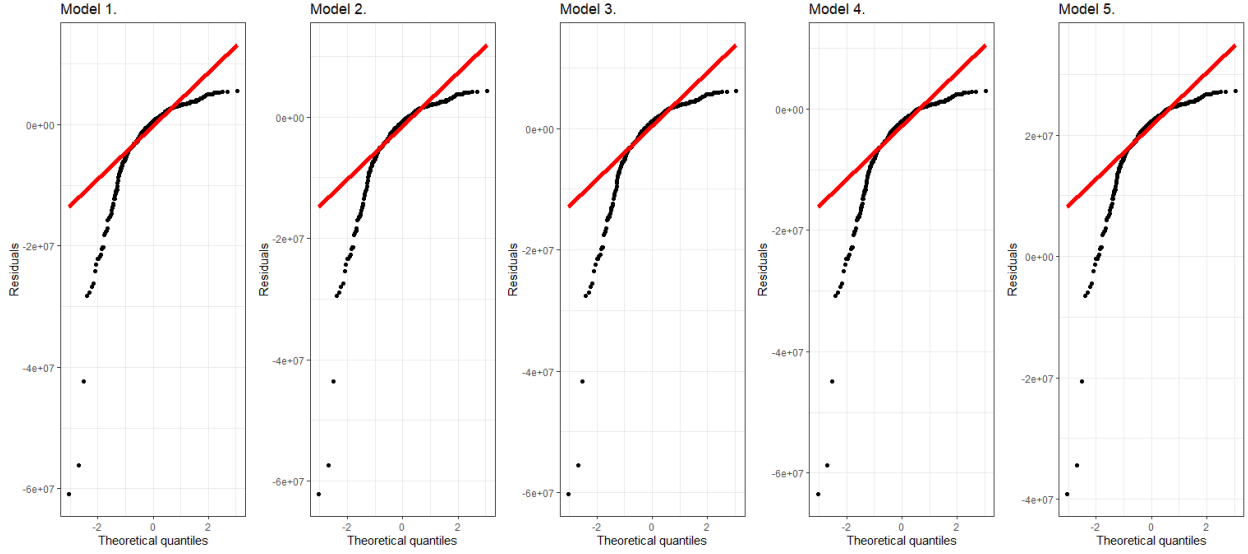 Model 1.
Residuals
0e+00
-2e+07
-4e+07
-6e+07
-2
0
2
Theoretical quantiles
Model 2.
Residuals
0e+00
-2e+07
-4e+07
-6e+07
-2
0
2
Theoretical quantiles
Model 3.
Residuals
0e+00
-2e+07
-4e+07
-6e+07
-2
0
2
Theoretical quantiles
Model 4.
Residuals
0e+00
-2e+07
-4e+07
-6e+07
-2
0
2
Theoretical quantiles
Model 5.
Residuals
2e+07
0e+00
-2e+07
-4e+07
-2
0
2
Theoretical quantiles